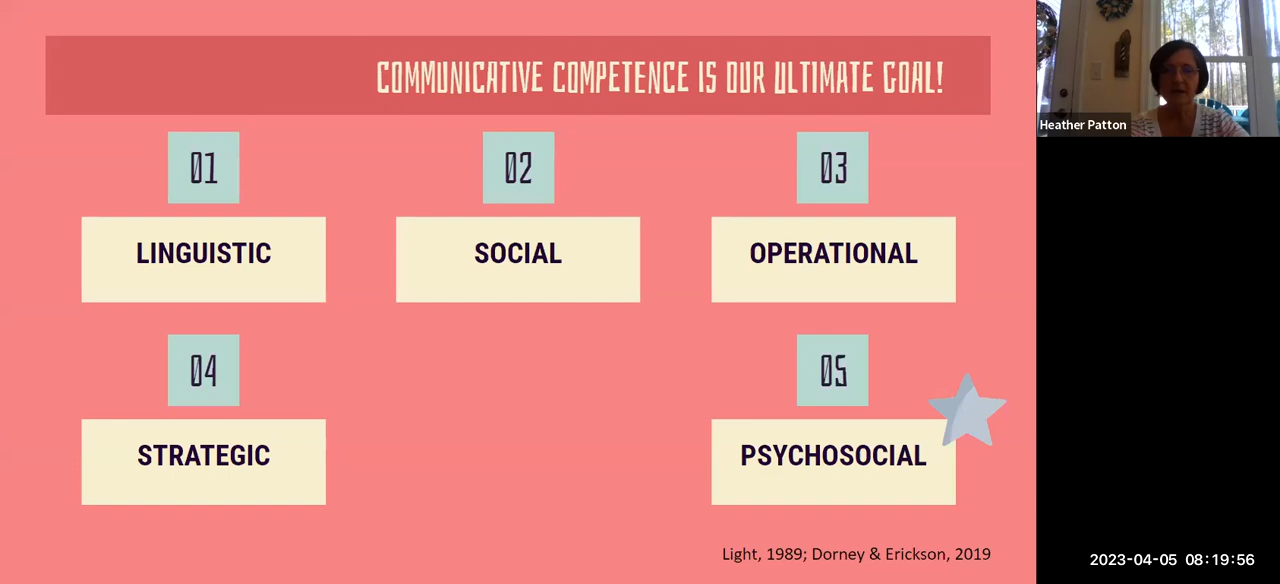 COMMUNICATIVE COMPETENCE IS OUR ULTIMATE GOAL!
Heather Patton
01
02
03
LINGUISTIC
SOCIAL
OPERATIONAL
04
05
STRATEGIC
PSYCHOSOCIAL
Light, 1989; Dorney & Erickson, 2019
2023-04-05 08:19:56